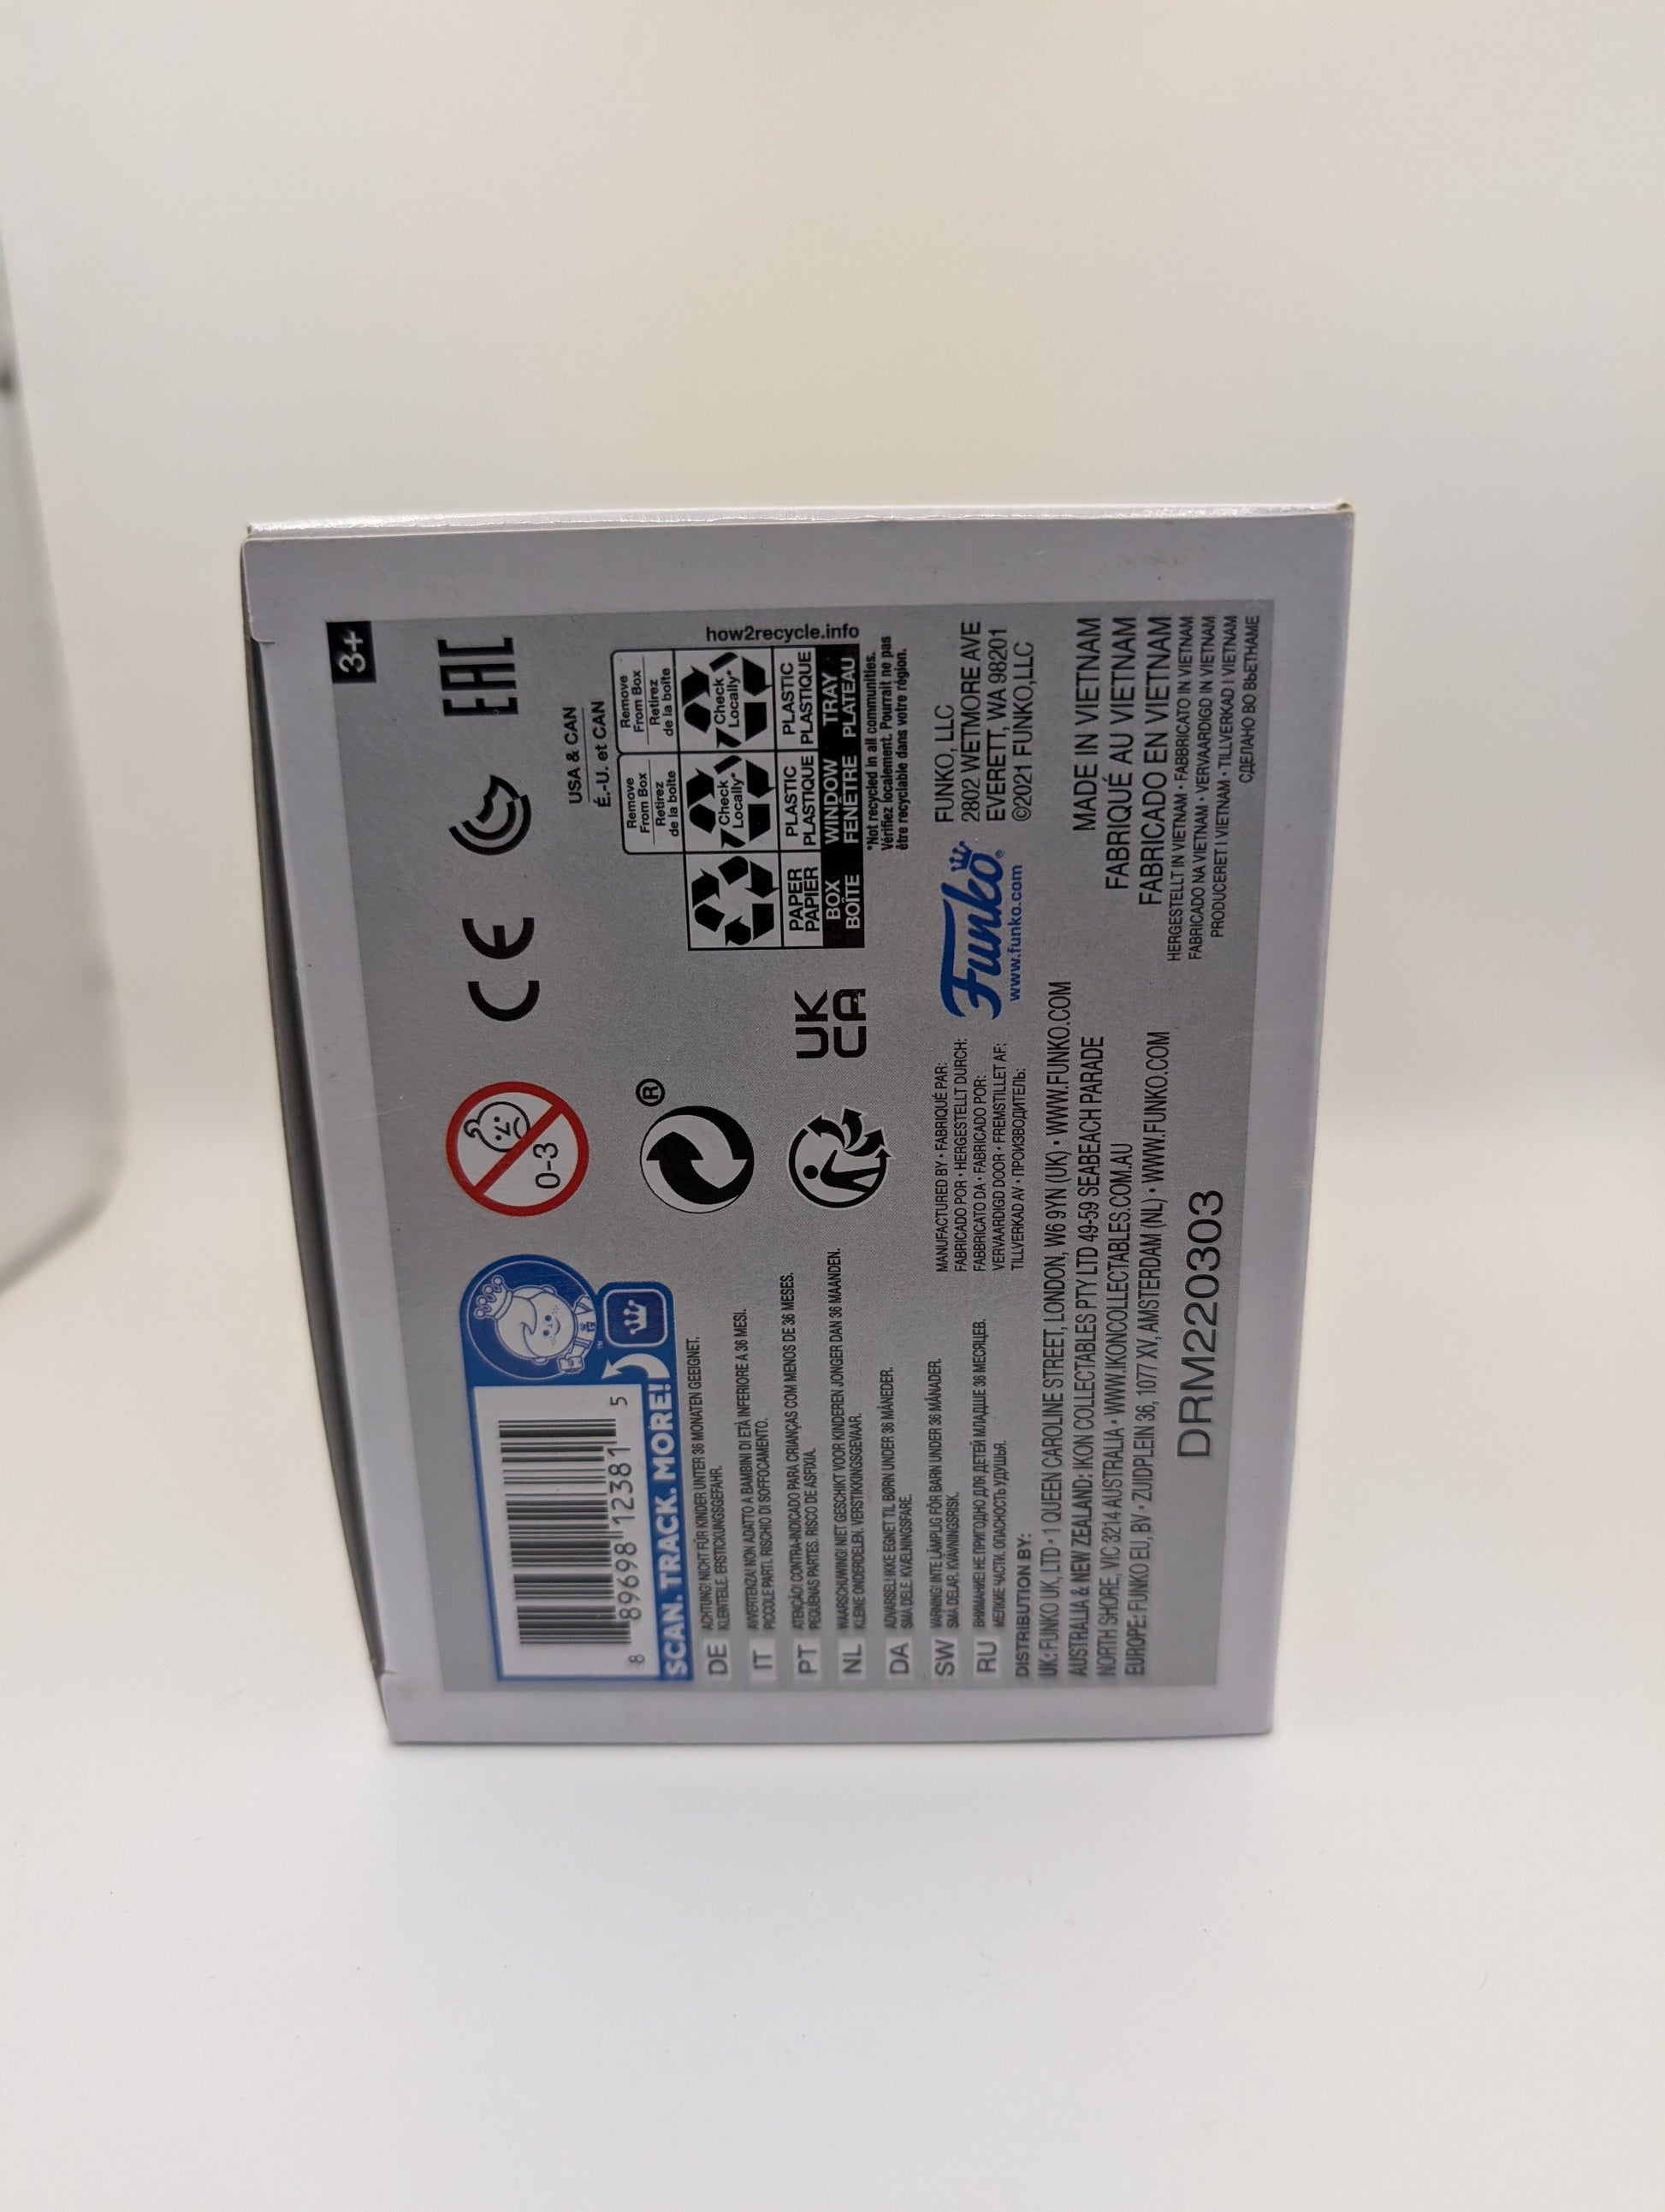 3+
8 89698 12381 5
SCAN. TRACK. MORE!
TM
0-3
CE
EAC
®
UK
CA
USA & CAN
É.-U. et CAN
Remove
From Box
Retirez
de la boîte
Remove
From Box
Retirez
de la boîte
Check
Locally*
Check
Locally*
PAPER
PAPIER
PLASTIC
PLASTIQUE
PLASTIC
PLASTIQUE
BOX
BOÎTE
WINDOW
FENÊTRE
TRAY
PLATEAU
how2recycle.info
*Not recycled in all communities.
Vérifiez localement. Pourrait ne pas
être recyclable dans votre région.
DE ACHTUNG! NICHT FÜR KINDER UNTER 36 MONATEN GEEIGNET.
KLEINTEILE. ERSTICKUNGSGEFAHR.
IT AVVERTENZA! NON ADATTO A BAMBINI DI ETÀ INFERIORE A 36 MESI.
PICCOLE PARTI. RISCHIO DI SOFFOCAMENTO.
PT ATENÇÃO! CONTRA-INDICADO PARA CRIANÇAS COM MENOS DE 36 MESES.
PEQUENAS PARTES. RISCO DE ASFIXIA.
NL WAARSCHUWING! NIET GESCHIKT VOOR KINDEREN JONGER DAN 36 MAANDEN.
KLEINE ONDERDELEN. VERSTIKKINGSGEVAAR.
DA ADVARSEL! IKKE EGNET TIL BØRN UNDER 36 MÅNEDER.
SMÅ DELE. KVÆLNINGSFARE.
SW VARNING! INTE LÄMPLIG FÖR BARN UNDER 36 MÅNADER.
SMÅ DELAR. KVÄVNINGSRISK.
RU ВНИМАНИЕ! НЕ ПРИГОДНО ДЛЯ ДЕТЕЙ МЛАДШЕ 36 МЕСЯЦЕВ.
МЕЛКИЕ ЧАСТИ. ОПАСНОСТЬ УДУШЬЯ.
MANUFACTURED BY • FABRIQUÉ PAR:
FABRICADO POR • HERGESTELLT DURCH:
FABBRICATO DA • FABRICADO POR:
VERVAARDIGD DOOR • FREMSTILLET AF:
TILLVERKAD AV • ПРОИЗВОДИТЕЛЬ:
Funko®
www.funko.com
FUNKO, LLC
2802 WETMORE AVE
EVERETT, WA 98201
©2021 FUNKO,LLC
DISTRIBUTION BY:
UK: FUNKO UK, LTD • 1 QUEEN CAROLINE STREET, LONDON, W6 9YN (UK) • WWW.FUNKO.COM
AUSTRALIA & NEW ZEALAND: IKON COLLECTABLES PTY LTD 49-59 SEABEACH PARADE
NORTH SHORE, VIC 3214 AUSTRALIA • WWW.IKONCOLLECTABLES.COM.AU
EUROPE: FUNKO EU, BV • ZUIDPLEIN 36, 1077 XV, AMSTERDAM (NL) • WWW.FUNKO.COM
DRM220303
MADE IN VIETNAM
FABRIQUÉ AU VIETNAM
FABRICADO EN VIETNAM
HERGESTELLT IN VIETNAM • FABBRICATO IN VIETNAM
FABRICADO NA VIETNAM • VERVAARDIGD IN VIETNAM
PRODUCERET I VIETNAM • TILLVERKAD I VIETNAM
СДЕЛАНО ВО ВЬЕТНАМЕ